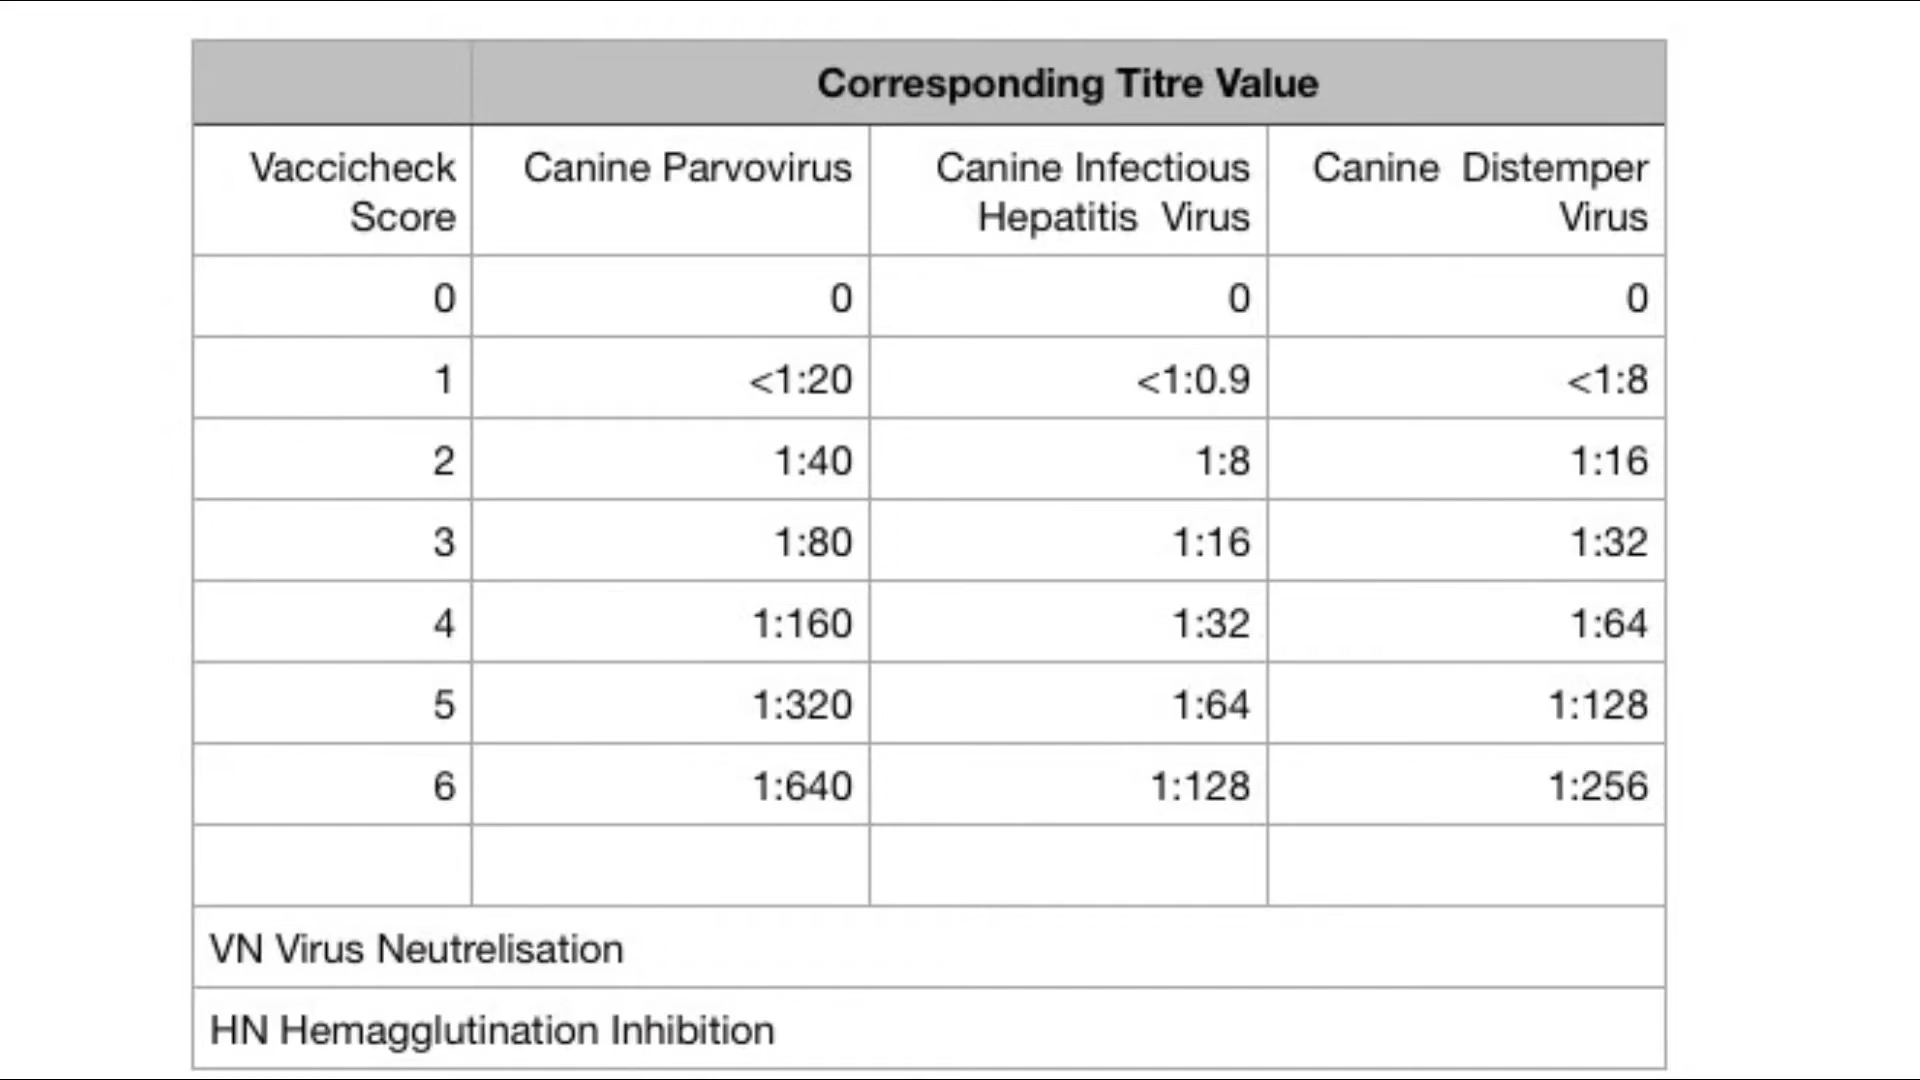 Corresponding Titre Value
Vaccicheck Score Canine Parvovirus Canine Infectious Hepatitis Virus Canine Distemper Virus
0 0 0 0
1 <1:20 <1:0.9 <1:8
2 1:40 1:8 1:16
3 1:80 1:16 1:32
4 1:160 1:32 1:64
5 1:320 1:64 1:128
6 1:640 1:128 1:256
VN Virus Neutrelisation
HN Hemagglutination Inhibition